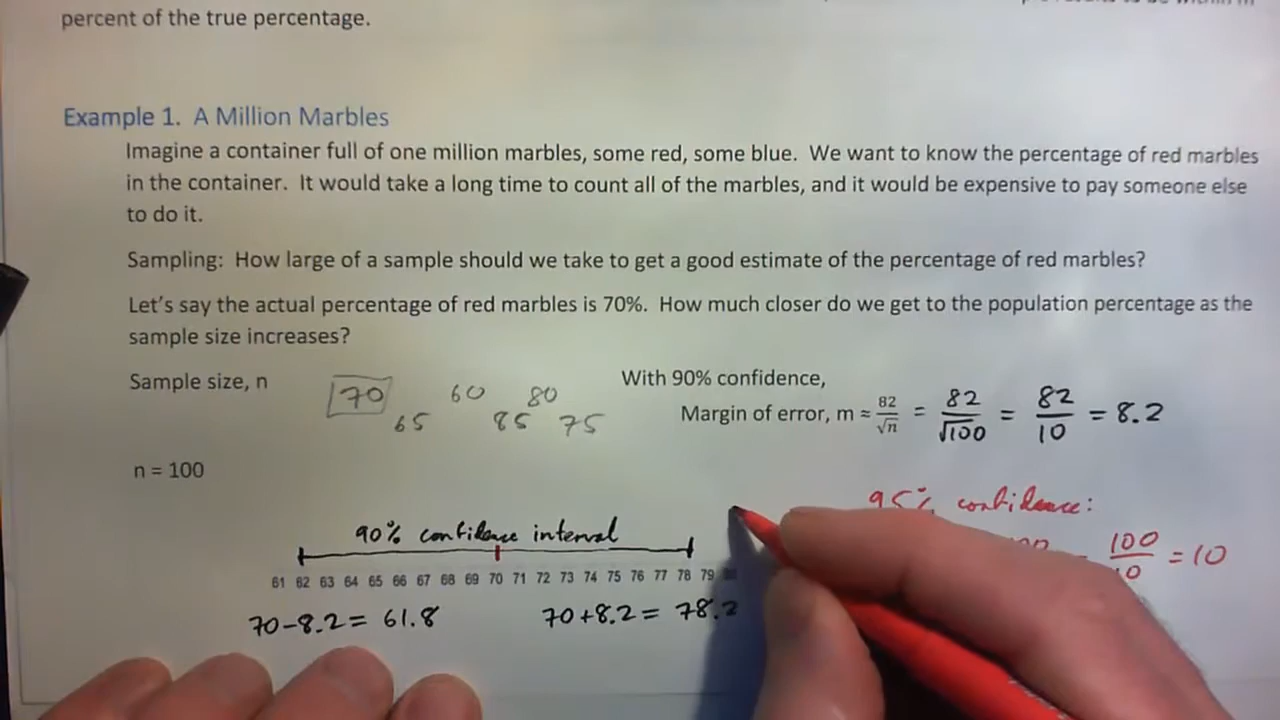 percent of the true percentage.
Example 1. A Million Marbles
Imagine a container full of one million marbles, some red, some blue. We want to know the percentage of red marbles
in the container. It would take a long time to count all of the marbles, and it would be expensive to pay someone else
to do it.
Sampling: How large of a sample should we take to get a good estimate of the percentage of red marbles?
Let's say the actual percentage of red marbles is 70%. How much closer do we get to the population percentage as the
sample size increases?
Sample size, n
70 60 80
65 85 75
With 90% confidence,
Margin of error, m ≈ 82/√n = 82/√100 = 82/10 = 8.2
n = 100
95% confidence:
100/10 = 10
90% confidence interval
61 62 63 64 65 66 67 68 69 70 71 72 73 74 75 76 77 78 79
70-8.2 = 61.8 70+8.2 = 78.2